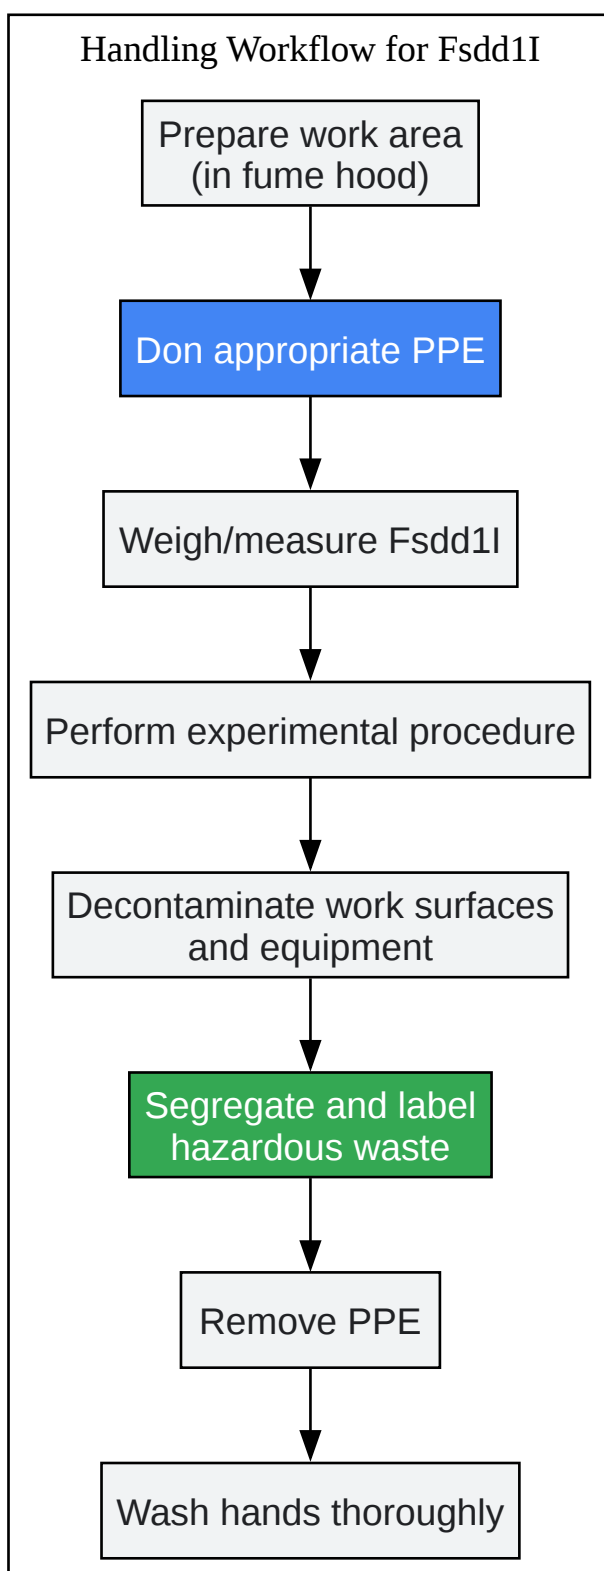 Handling Workflow for Fsdd1I
Prepare work area
(in fume hood)
Don appropriate PPE
Weigh/measure Fsdd1I
Perform experimental procedure
Decontaminate work surfaces
and equipment
Segregate and label
hazardous waste
Remove PPE
Wash hands thoroughly